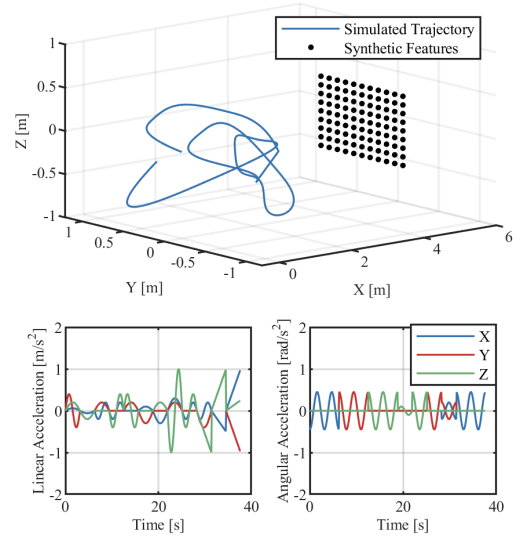 Simulated Trajectory
Synthetic Features
1
0.5
0
-0.5
-1
Z [m]
1
0.5
0
-0.5
-1
Y [m]
0
2
4
6
X [m]
2
1
0
-1
-2
Linear Acceleration [m/s²]
0
20
40
Time [s]
X
Y
Z
2
1
0
-1
-2
Angular Acceleration [rad/s²]
0
20
40
Time [s]